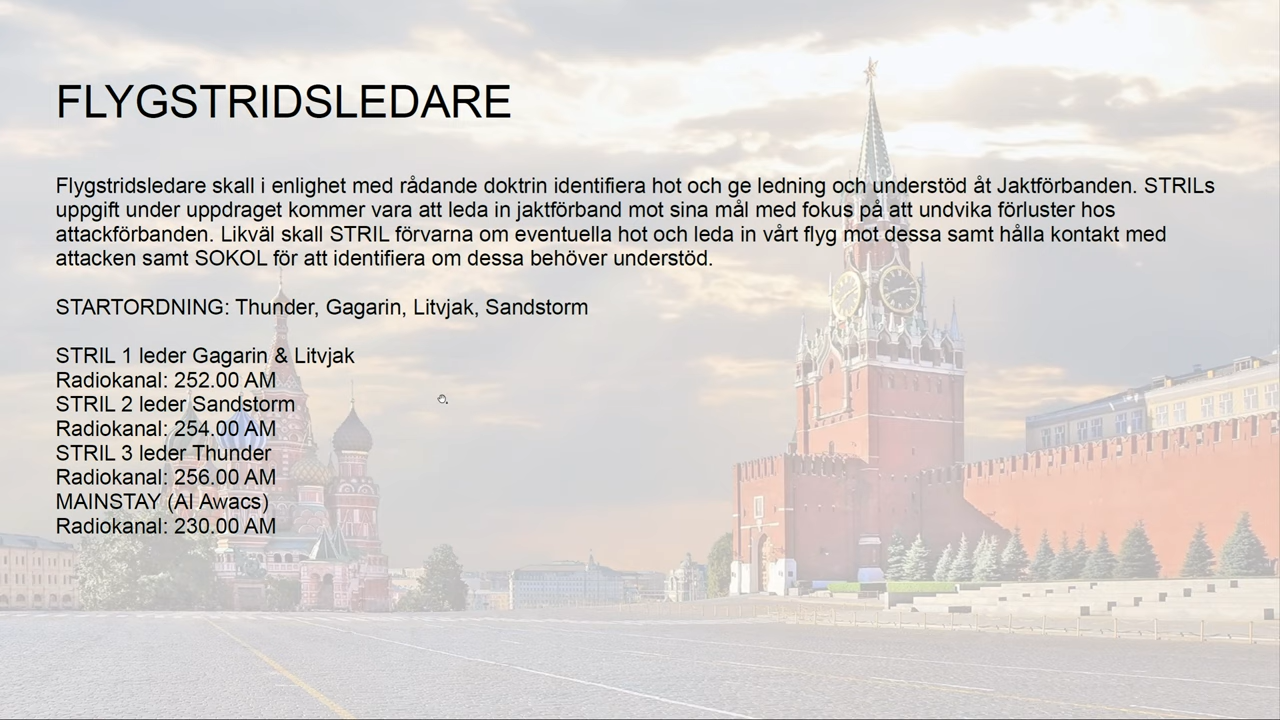 FLYGSTRIDSLEDARE
Flygstridsledare skall i enlighet med rådande doktrin identifiera hot och ge ledning och understöd åt Jaktförbanden. STRILs
uppgift under uppdraget kommer vara att leda in jaktförband mot sina mål med fokus på att undvika förluster hos
attackförbanden. Likväl skall STRIL förvarna om eventuella hot och leda in vårt flyg mot dessa samt hålla kontakt med
attacken samt SOKOL för att identifiera om dessa behöver understöd.
STARTORDNING: Thunder, Gagarin, Litvjak, Sandstorm
STRIL 1 leder Gagarin & Litvjak
Radiokanal: 252.00 AM
STRIL 2 leder Sandstorm
Radiokanal: 254.00 AM
STRIL 3 leder Thunder
Radiokanal: 256.00 AM
MAINSTAY (AI Awacs)
Radiokanal: 230.00 AM